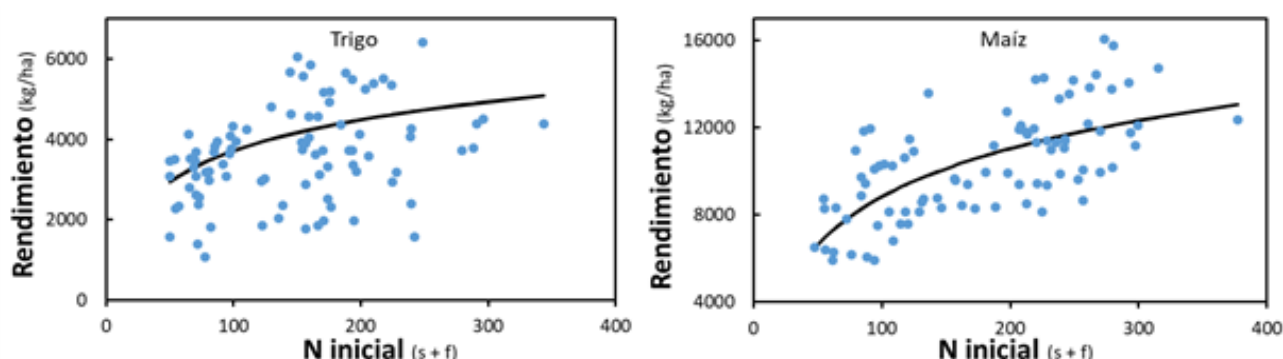 Trigo
Rendimiento (kg/ha)
6000
4000
2000
0
0 100 200 300 400
N inicial (s + f)
Maíz
Rendimiento (kg/ha)
16000
12000
8000
4000
0 100 200 300 400
N inicial (s + f)